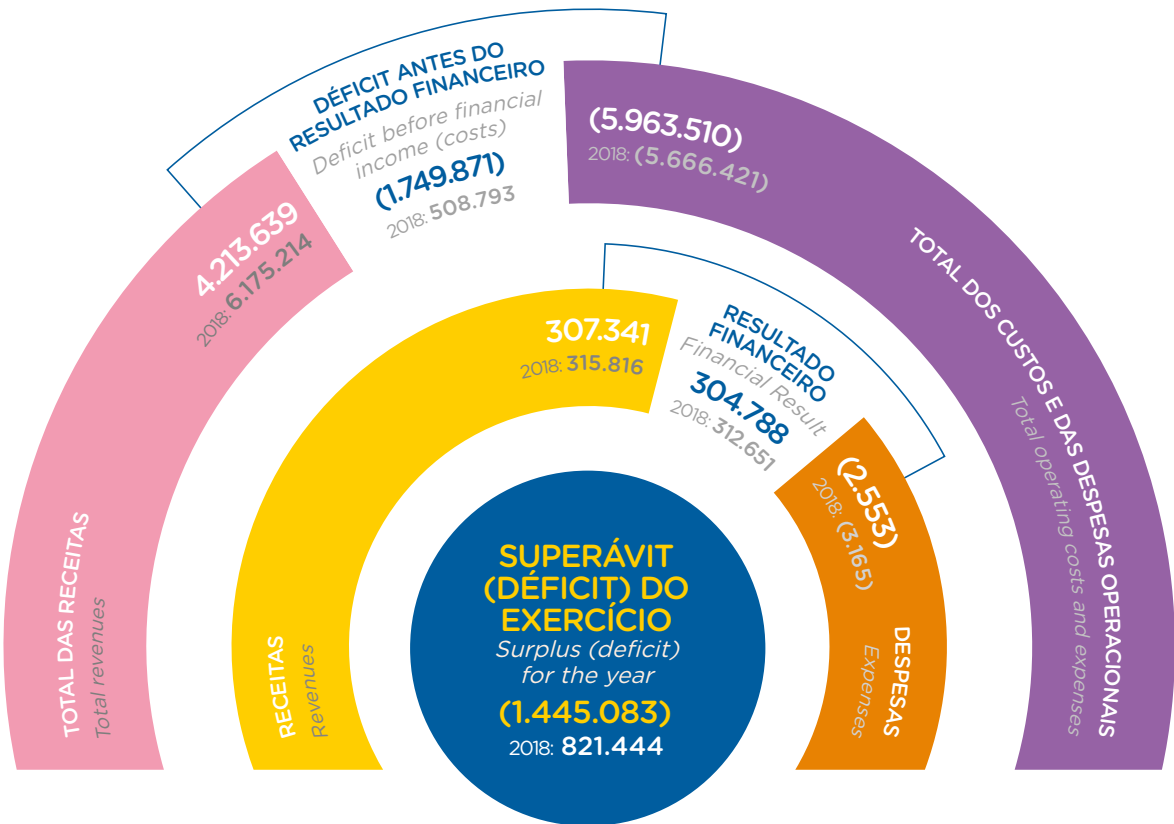 DÉFICIT ANTES DO
RESULTADO FINANCEIRO
Deficit before financial
income (costs)
(1.749.871)
2018: 508.793
4.213.639
2018: 6.175.214
TOTAL DAS RECEITAS
Total revenues
(5.963.510)
2018: (5.666.421)
TOTAL DOS CUSTOS E DAS DESPESAS OPERACIONAIS
Total operating costs and expenses
307.341
2018: 315.816
RECEITAS
Revenues
RESULTADO
FINANCEIRO
Financial Result
304.788
2018: 312.651
(2.553)
2018: (3.165)
DESPESAS
Expenses
SUPERÁVIT
(DÉFICIT) DO
EXERCÍCIO
Surplus (deficit)
for the year
(1.445.083)
2018: 821.444